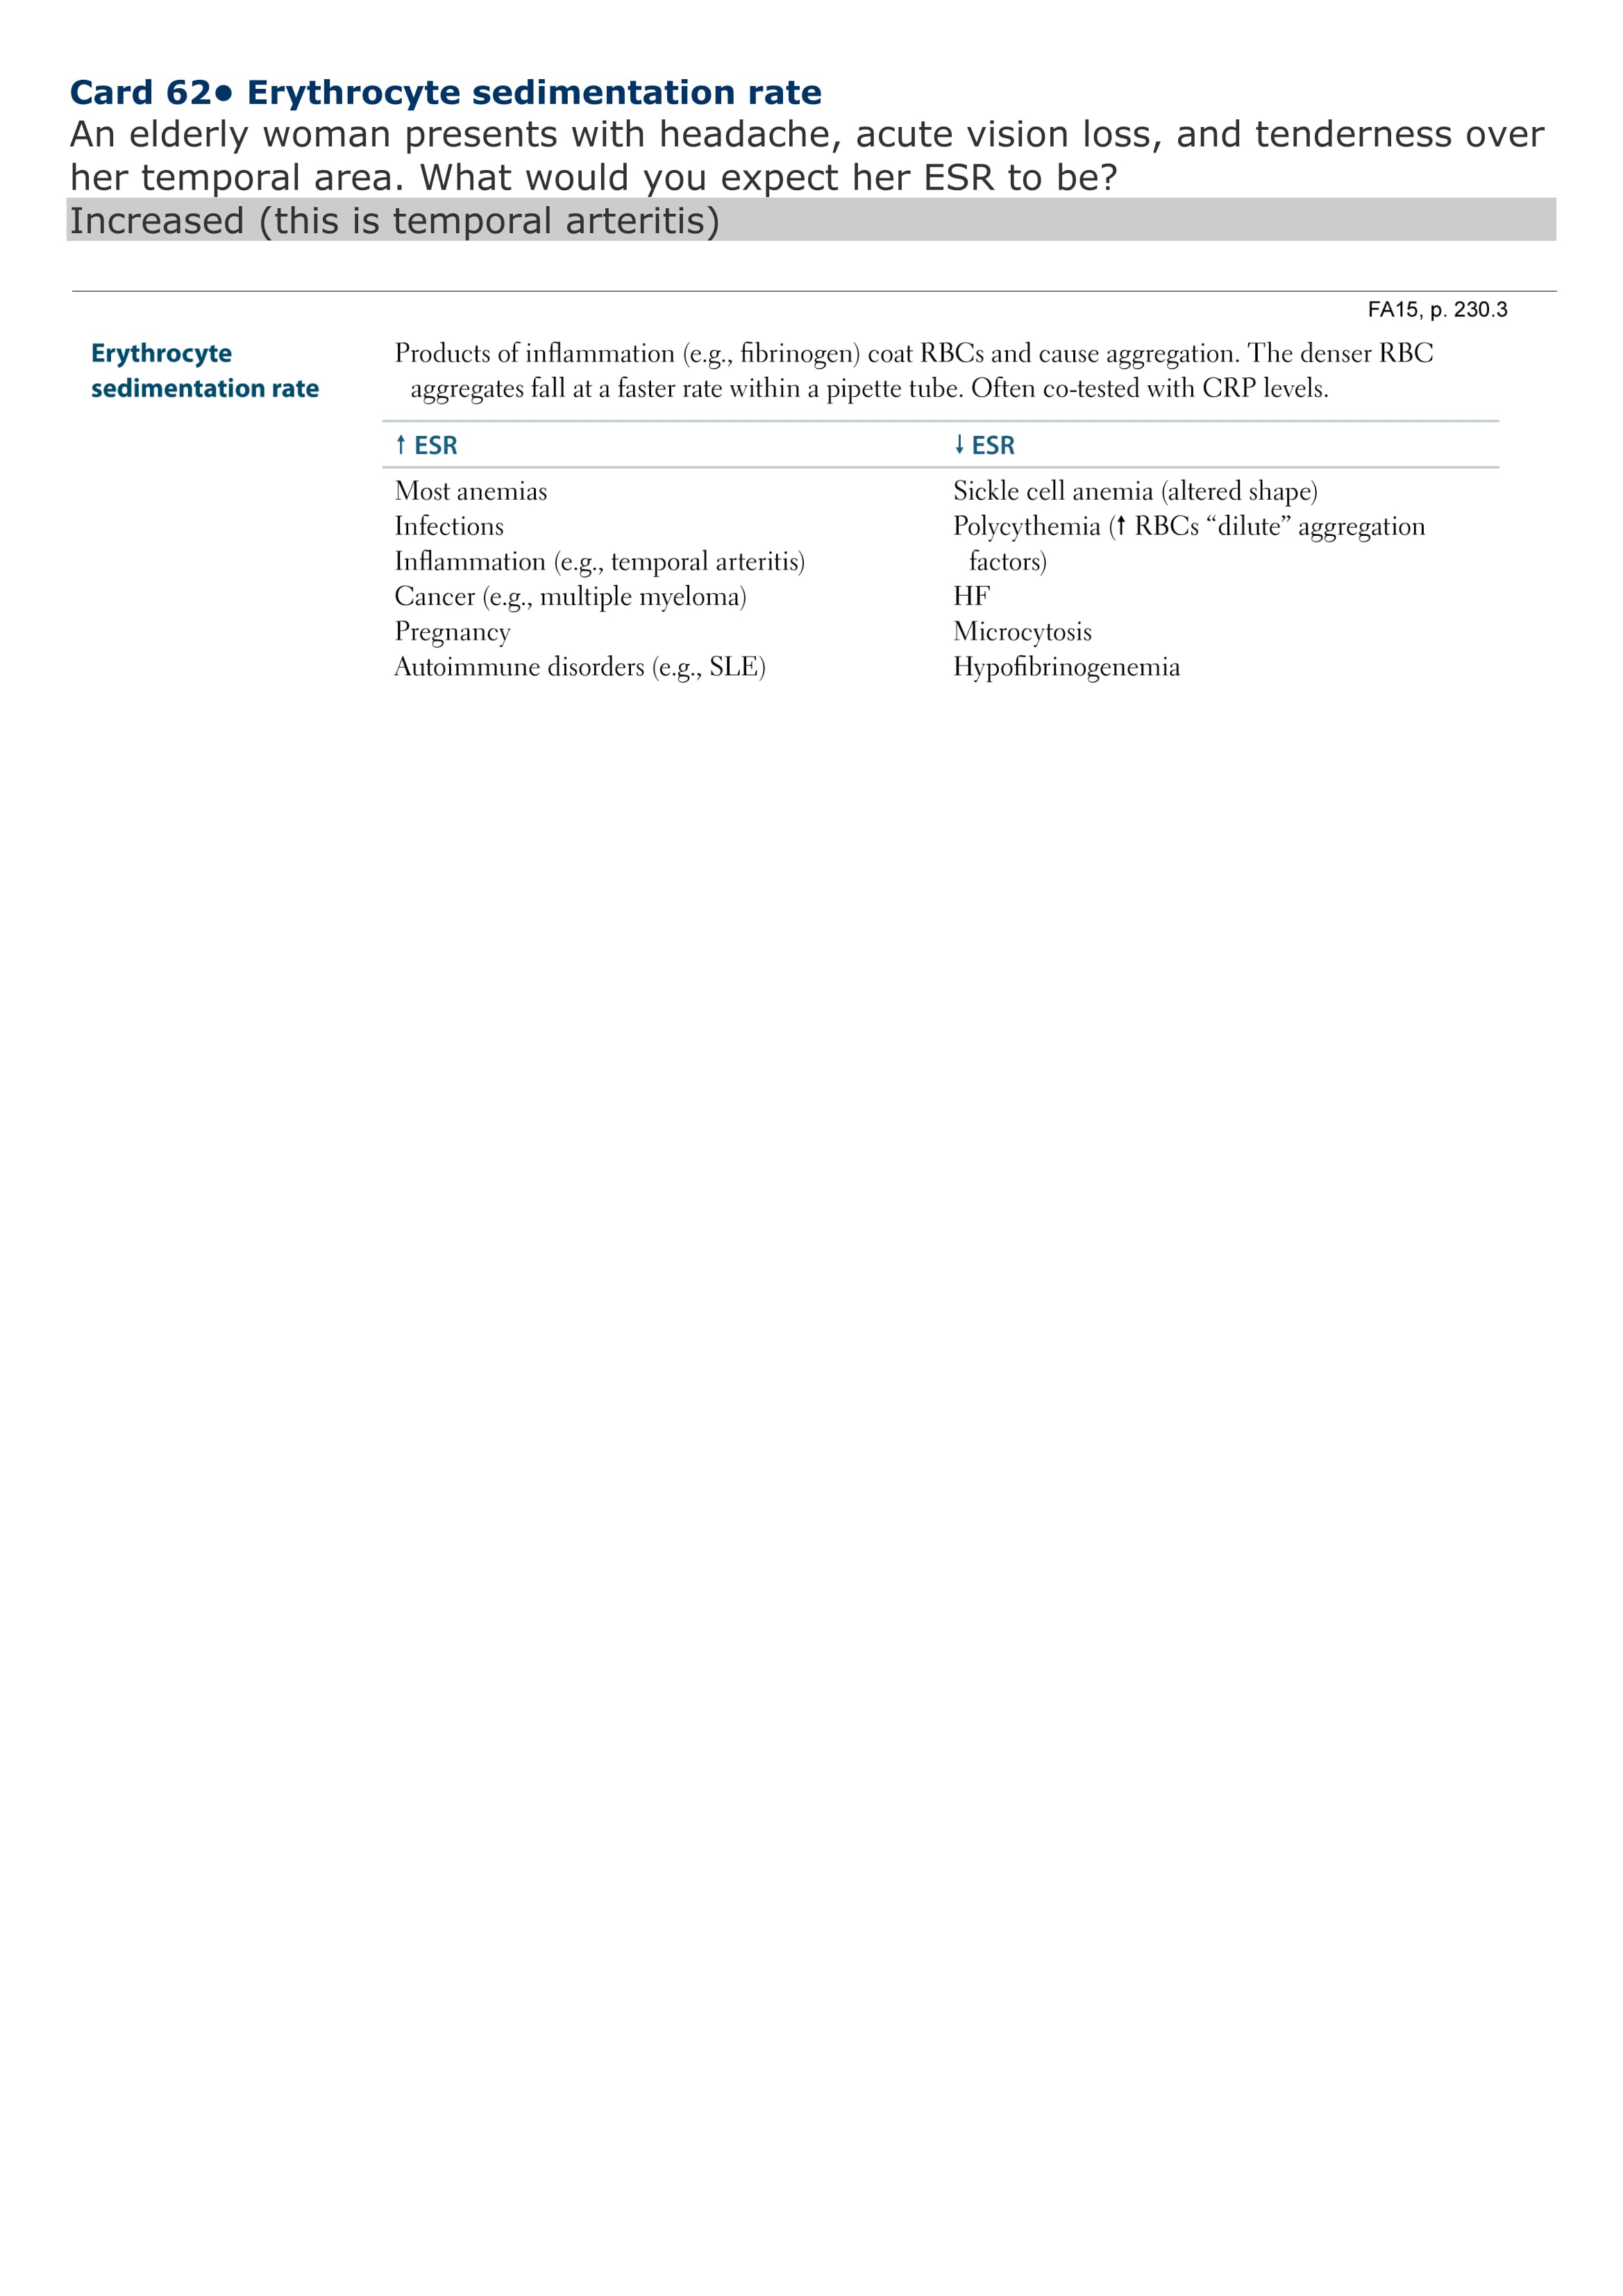 Card 62• Erythrocyte sedimentation rate
An elderly woman presents with headache, acute vision loss, and tenderness over
her temporal area. What would you expect her ESR to be?
Increased (this is temporal arteritis)
FA15, p. 230.3
Erythrocyte
sedimentation rate
Products of inflammation (e.g., fibrinogen) coat RBCs and cause aggregation. The denser RBC
aggregates fall at a faster rate within a pipette tube. Often co-tested with CRP levels.
↑ ESR
Most anemias
Infections
Inflammation (e.g., temporal arteritis)
Cancer (e.g., multiple myeloma)
Pregnancy
Autoimmune disorders (e.g., SLE)
↓ ESR
Sickle cell anemia (altered shape)
Polycythemia (↑ RBCs “dilute” aggregation
factors)
HF
Microcytosis
Hypofibrinogenemia